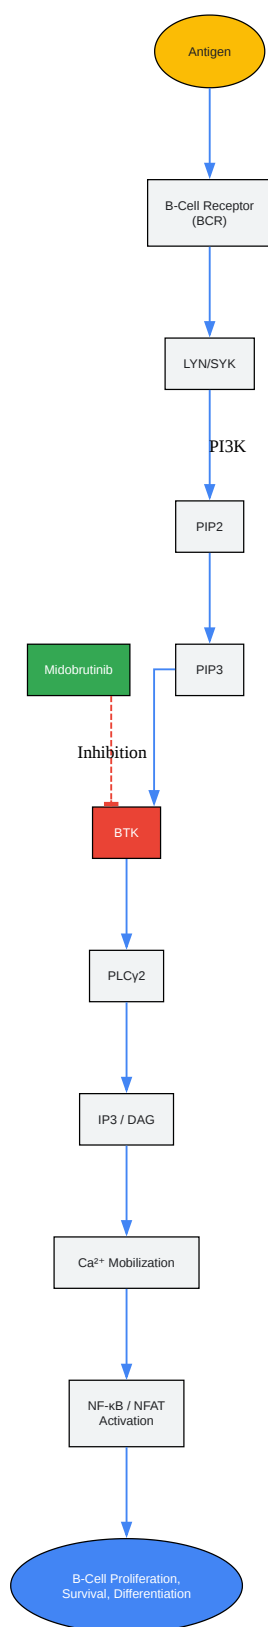 Antigen
B-Cell Receptor
(BCR)
LYN/SYK
PI3K
PIP2
Midobrutinib
PIP3
Inhibition
BTK
PLCγ2
IP3 / DAG
Ca²⁺ Mobilization
NF-κB / NFAT
Activation
B-Cell Proliferation,
Survival, Differentiation